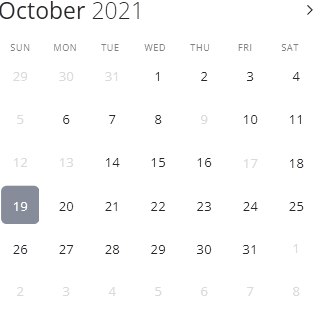 October 2021
SUN MON TUE WED THU FRI SAT
29 30 31 1 2 3 4
5 6 7 8 9 10 11
12 13 14 15 16 17 18
19 20 21 22 23 24 25
26 27 28 29 30 31 1
2 3 4 5 6 7 8